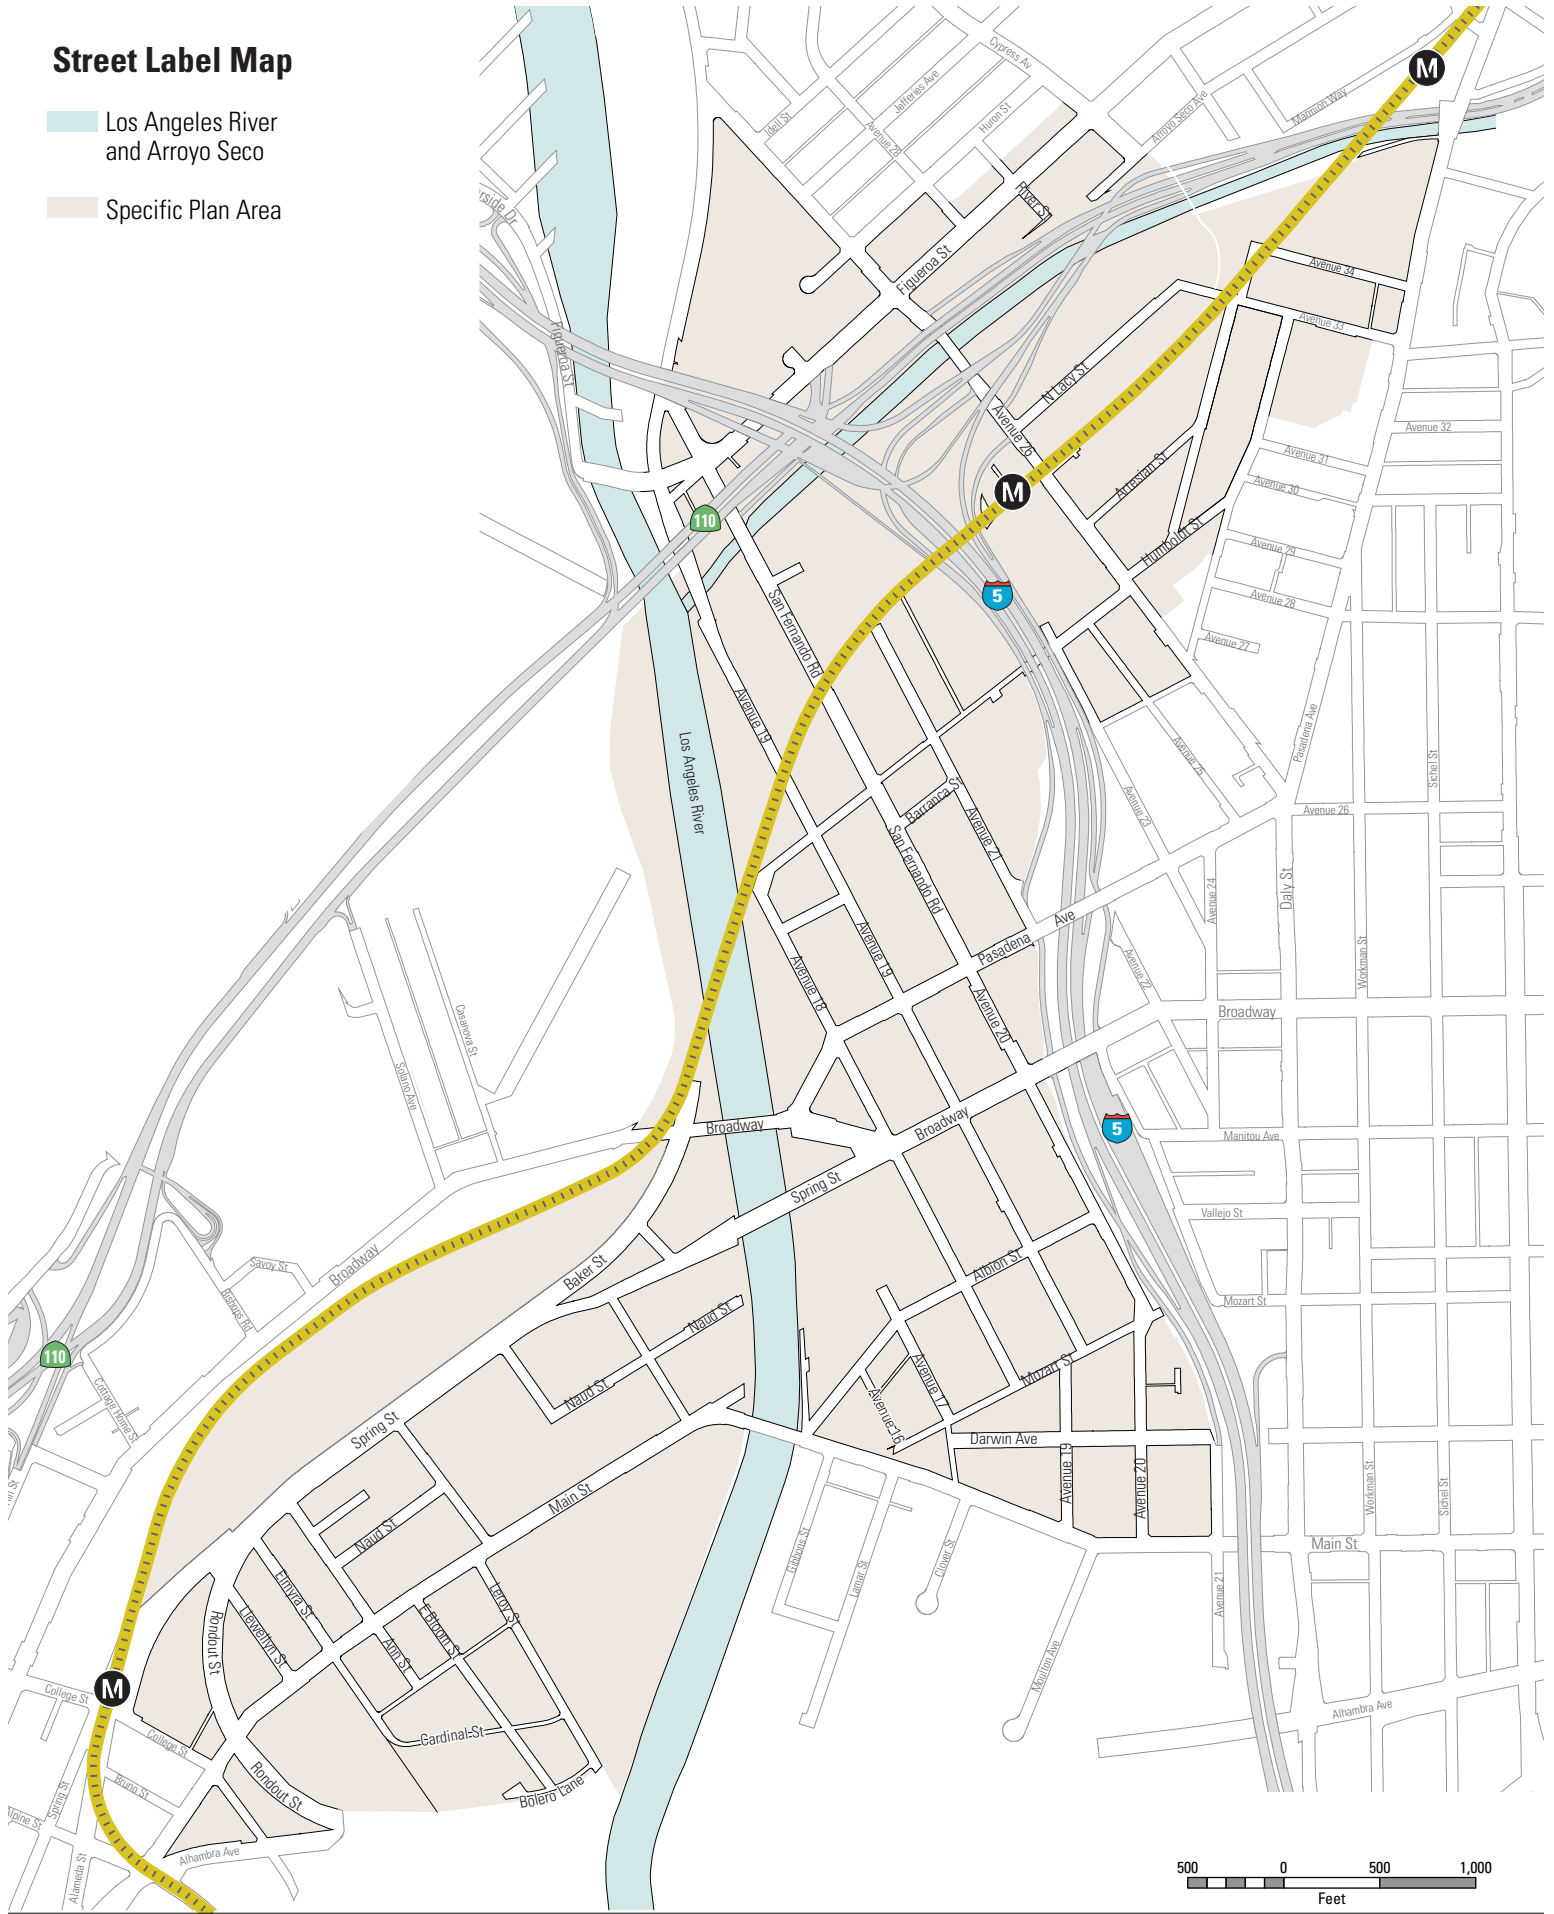 Street Label Map
Los Angeles River
and Arroyo Seco
Specific Plan Area
Cypress Av
Jefferies Ave
Idell St
Avenue 28
Huron St
Arroyo Seco Ave
Marmion Way
M
River St
Figueroa St
Avenue 34
Avenue 33
Figueroa St
N Lacy St
Avenue 26
Avenue 32
Avenue 31
Artesian St
Avenue 30
M
110
Humboldt St
Avenue 29
5
Avenue 28
San Fernando Rd
Avenue 27
Avenue 19
Pasadena Ave
Los Angeles River
Avenue 25
Sichel St
Barranca St
Avenue 23
Avenue 26
Avenue 21
San Fernando Rd
Avenue 24
Daly St
Pasadena Ave
Avenue 19
Workman St
Avenue 18
Avenue 22
Avenue 20
Broadway
Casanova St
Solano Ave
Broadway
Broadway
5
Manitou Ave
Spring St
Vallejo St
Savoy St
Broadway
Baker St
Albion St
Bishops Rd
Mozart St
Naud St
110
Mozart St
Naud St
Avenue 17
Cottage Home St
Avenue 16
Spring St
Darwin Ave
Avenue 19
Avenue 20
Workman St
Sichel St
Main St
Naud St
Gibbons St
Lamar St
Clover St
Main St
Avenue 21
Elmyra St
Llewellyn St
Leroy St
E Bloom St
Ann St
Rondout St
Moulton Ave
M
College St
College St
Cardinal St
Alhambra Ave
Rondout St
Bruno St
Bolero Lane
Spring St
Alpine St
Alameda St
Alhambra Ave
500 0 500 1,000
Feet